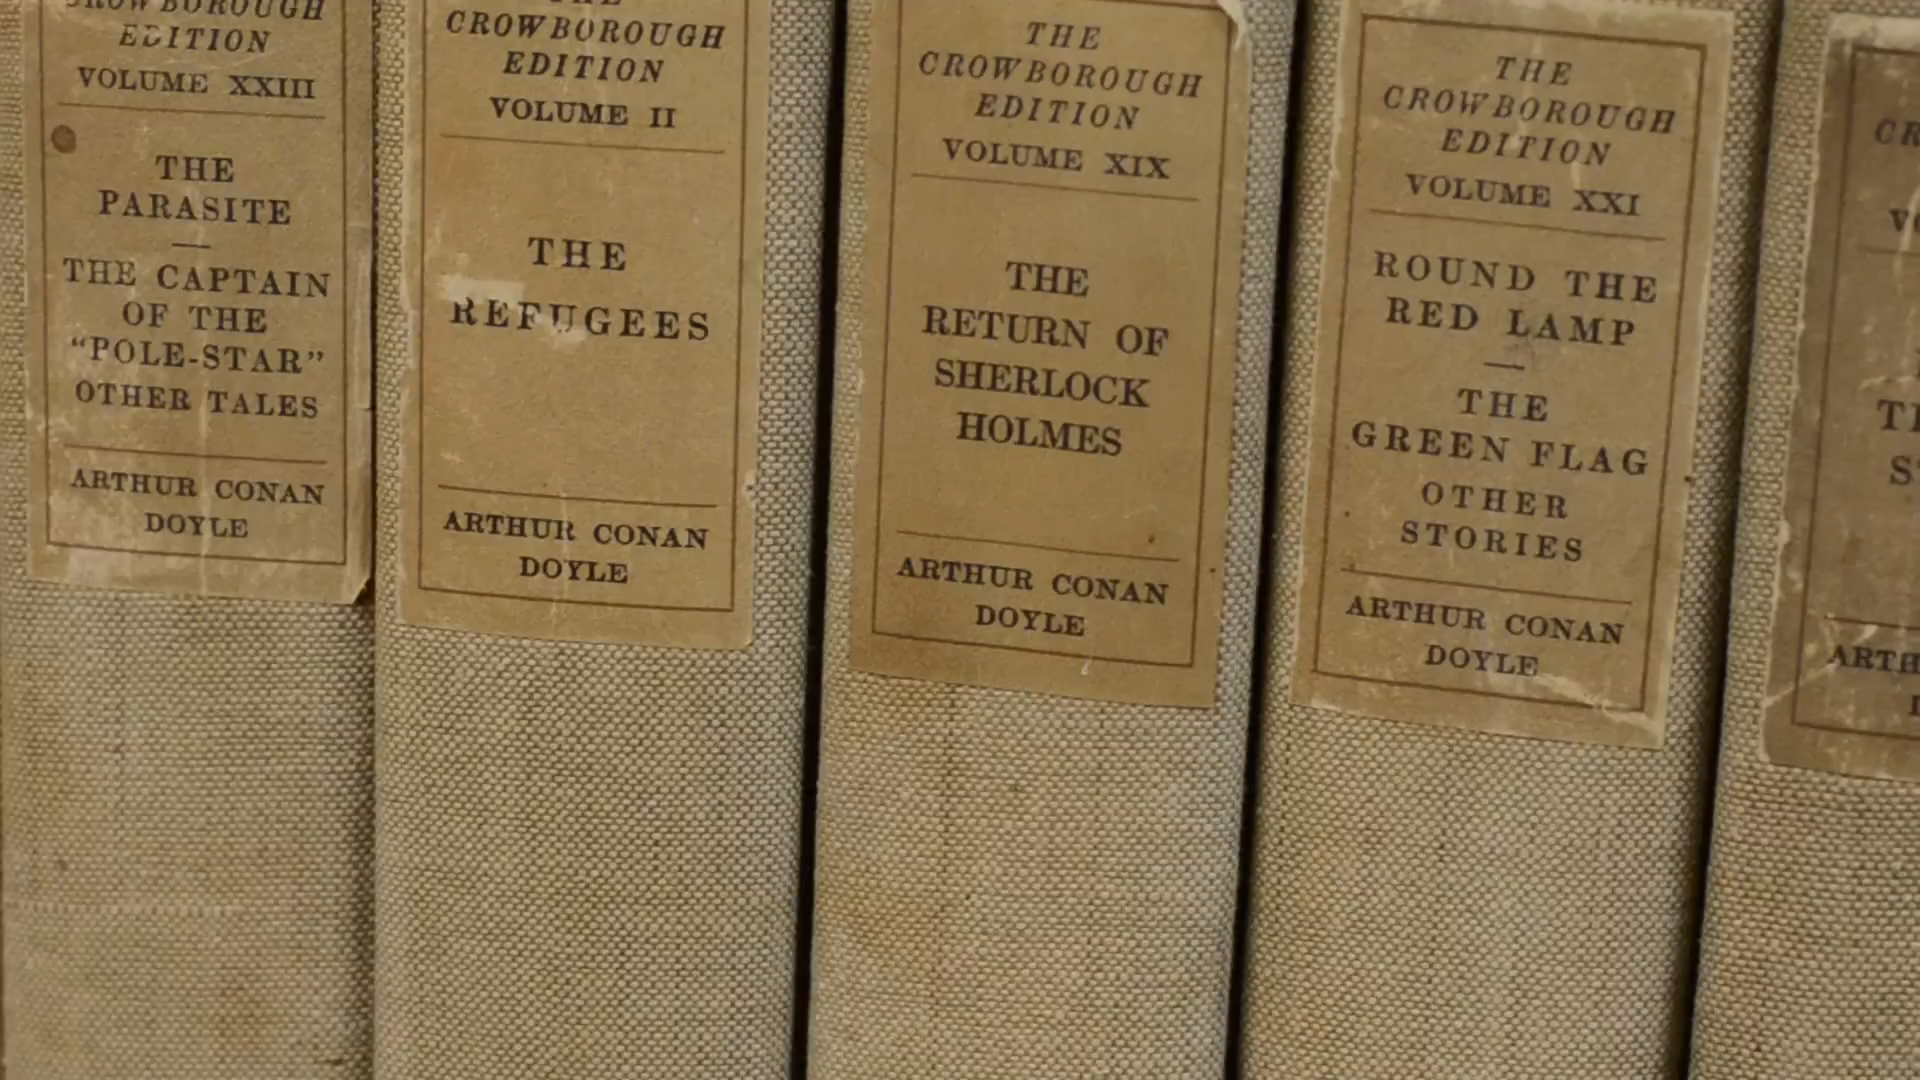 CROWBOROUGH
EDITION
VOLUME XXIII
THE
PARASITE
THE CAPTAIN
OF THE
“POLE-STAR”
OTHER TALES
ARTHUR CONAN
DOYLE
THE
CROWBOROUGH
EDITION
VOLUME II
THE
REFUGEES
ARTHUR CONAN
DOYLE
THE
CROWBOROUGH
EDITION
VOLUME XIX
THE
RETURN OF
SHERLOCK
HOLMES
ARTHUR CONAN
DOYLE
THE
CROWBOROUGH
EDITION
VOLUME XXI
ROUND THE
RED LAMP
THE
GREEN FLAG
OTHER
STORIES
ARTHUR CONAN
DOYLE